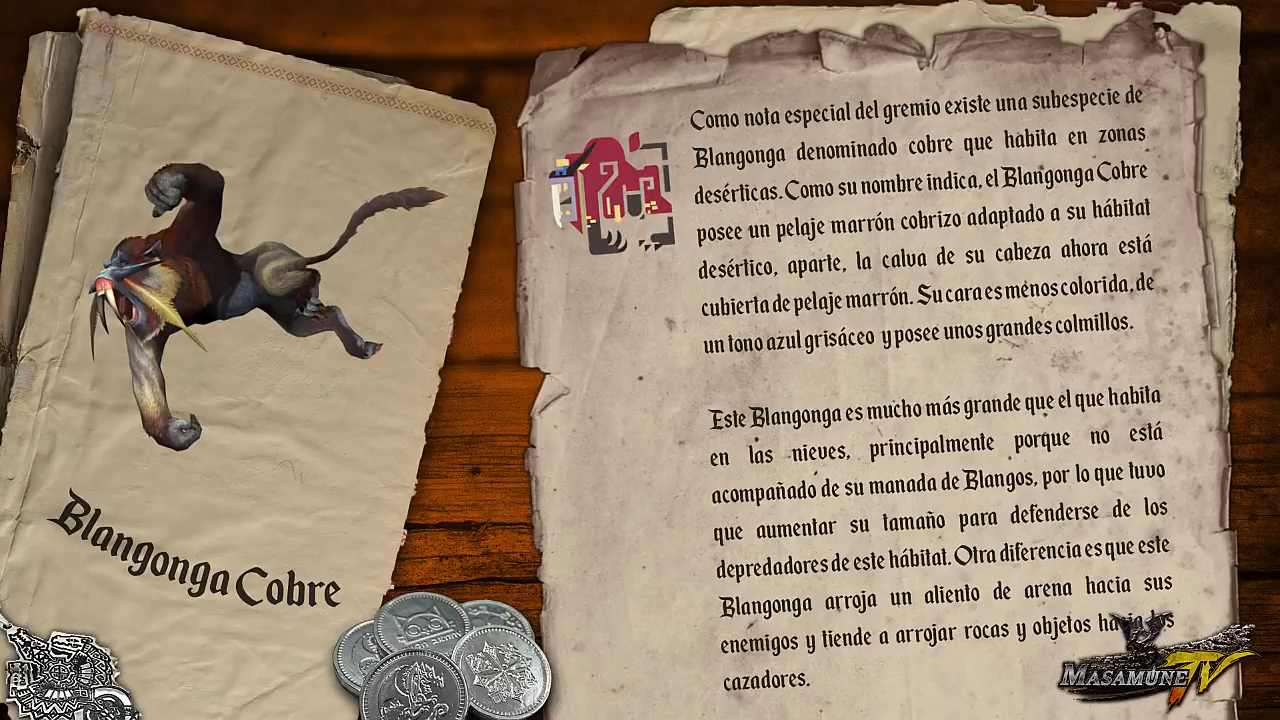 Blangonga Cobre
Como nota especial del gremio existe una subespecie de
Blangonga denominado cobre que habita en zonas
desérticas. Como su nombre indica, el Blangonga Cobre
posee un pelaje marrón cobrizo adaptado a su hábitat
desértico, aparte, la calva de su cabeza ahora está
cubierta de pelaje marrón. Su cara es menos colorida, de
un tono azul grisáceo y posee unos grandes colmillos.
Este Blangonga es mucho más grande que el que habita
en las nieves, principalmente porque no está
acompañado de su manada de Blangos, por lo que tuvo
que aumentar su tamaño para defenderse de los
depredadores de este hábitat. Otra diferencia es que este
Blangonga arroja un aliento de arena hacia sus
enemigos y tiende a arrojar rocas y objetos hacia los
cazadores.
MASAMUNE TV